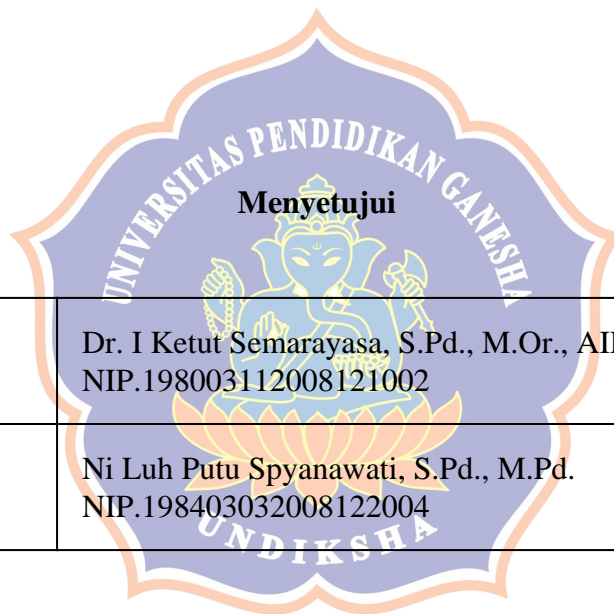 UNIVERSITAS PENDIDIKAN GANESHA
Menyetujui
Dr. I Ketut Semarayasa, S.Pd., M.Or., AI
NIP.198003112008121002
Ni Luh Putu Spyanawati, S.Pd., M.Pd.
NIP.198403032008122004
UNDIKSHA